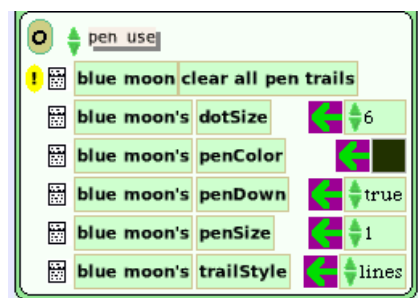 O pen use
! blue moon clear all pen trails
blue moon's dotSize 6
blue moon's penColor
blue moon's penDown true
blue moon's penSize 1
blue moon's trailStyle lines